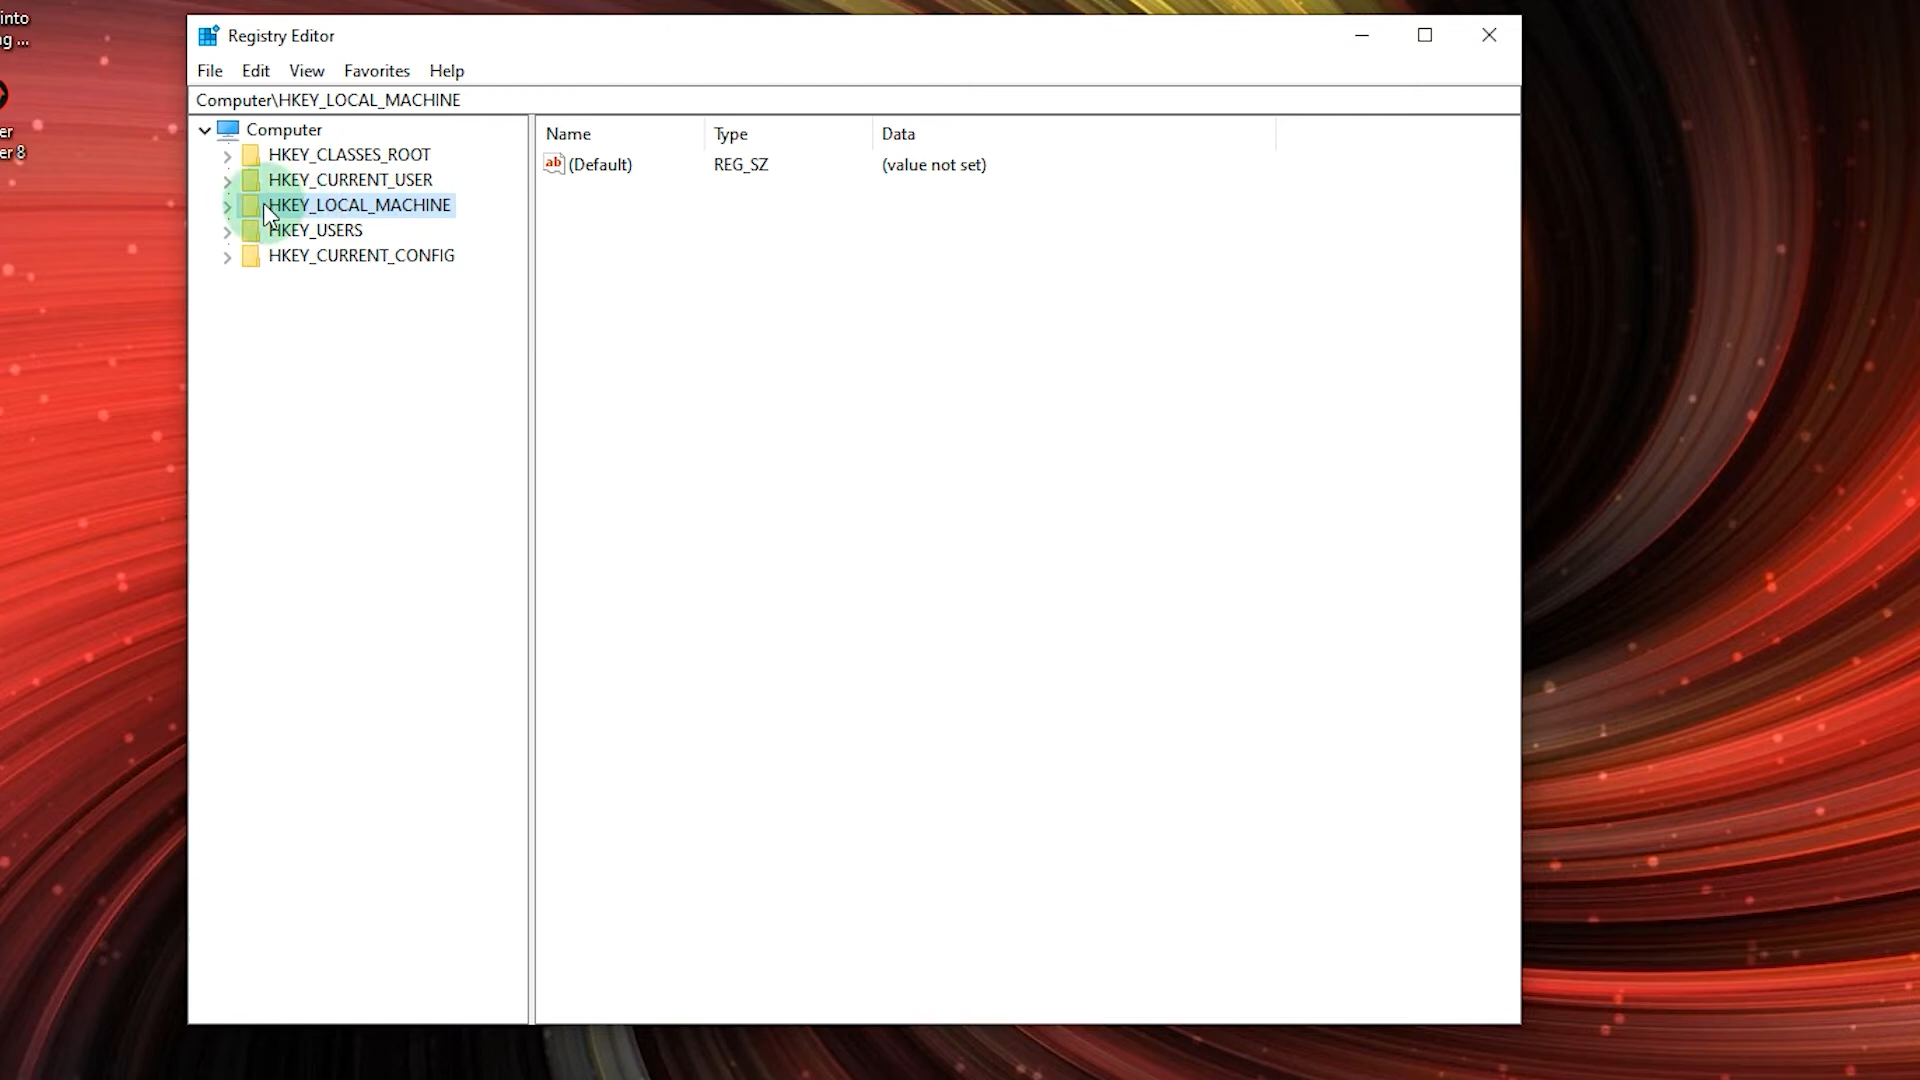 into
g ...
er
er 8
Registry Editor
File Edit View Favorites Help
Computer\HKEY_LOCAL_MACHINE
Computer
HKEY_CLASSES_ROOT
HKEY_CURRENT_USER
HKEY_LOCAL_MACHINE
HKEY_USERS
HKEY_CURRENT_CONFIG
Name Type Data
ab (Default) REG_SZ (value not set)